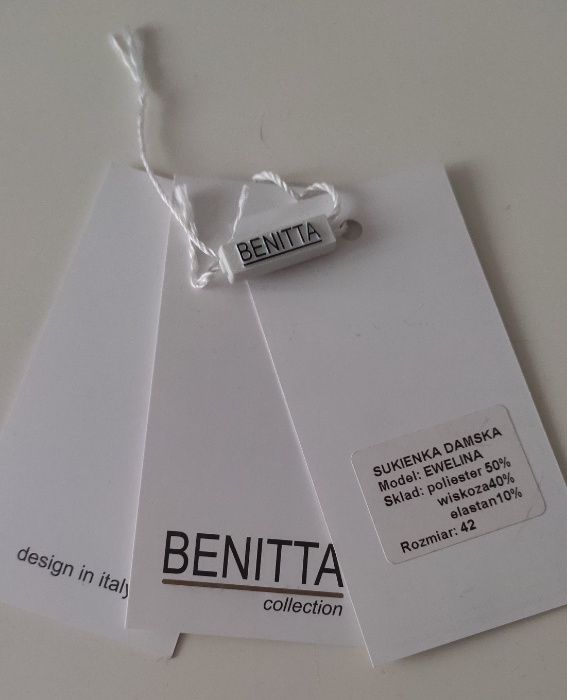 BENITTA
SUKIENKA DAMSKA
Model: EWELINA
Skład: poliester 50%
wiskoza40%
elastan10%
Rozmiar: 42
BENITTA
collection
design in italy